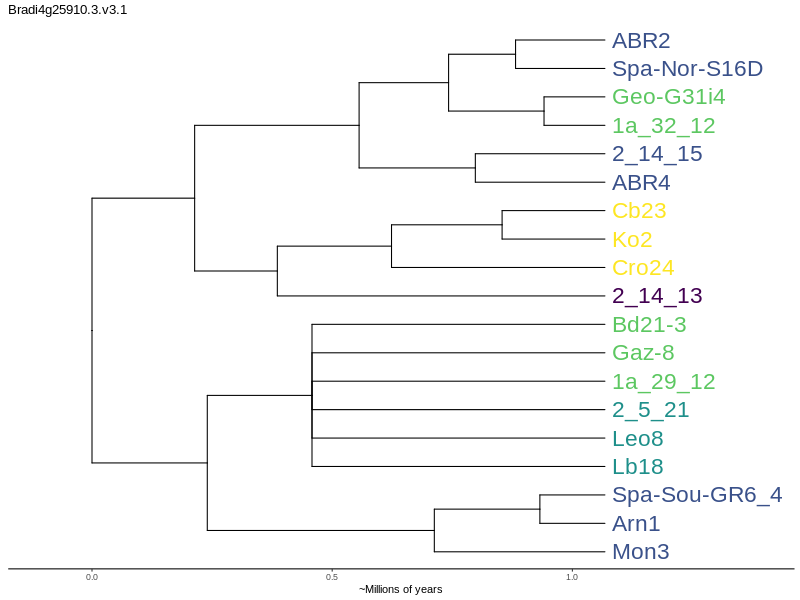 Bradi4g25910.3.v3.1
ABR2
Spa-Nor-S16D
Geo-G31i4
1a_32_12
2_14_15
ABR4
Cb23
Ko2
Cro24
2_14_13
Bd21-3
Gaz-8
1a_29_12
2_5_21
Leo8
Lb18
Spa-Sou-GR6_4
Arn1
Mon3
0.0 0.5 1.0
~Millions of years